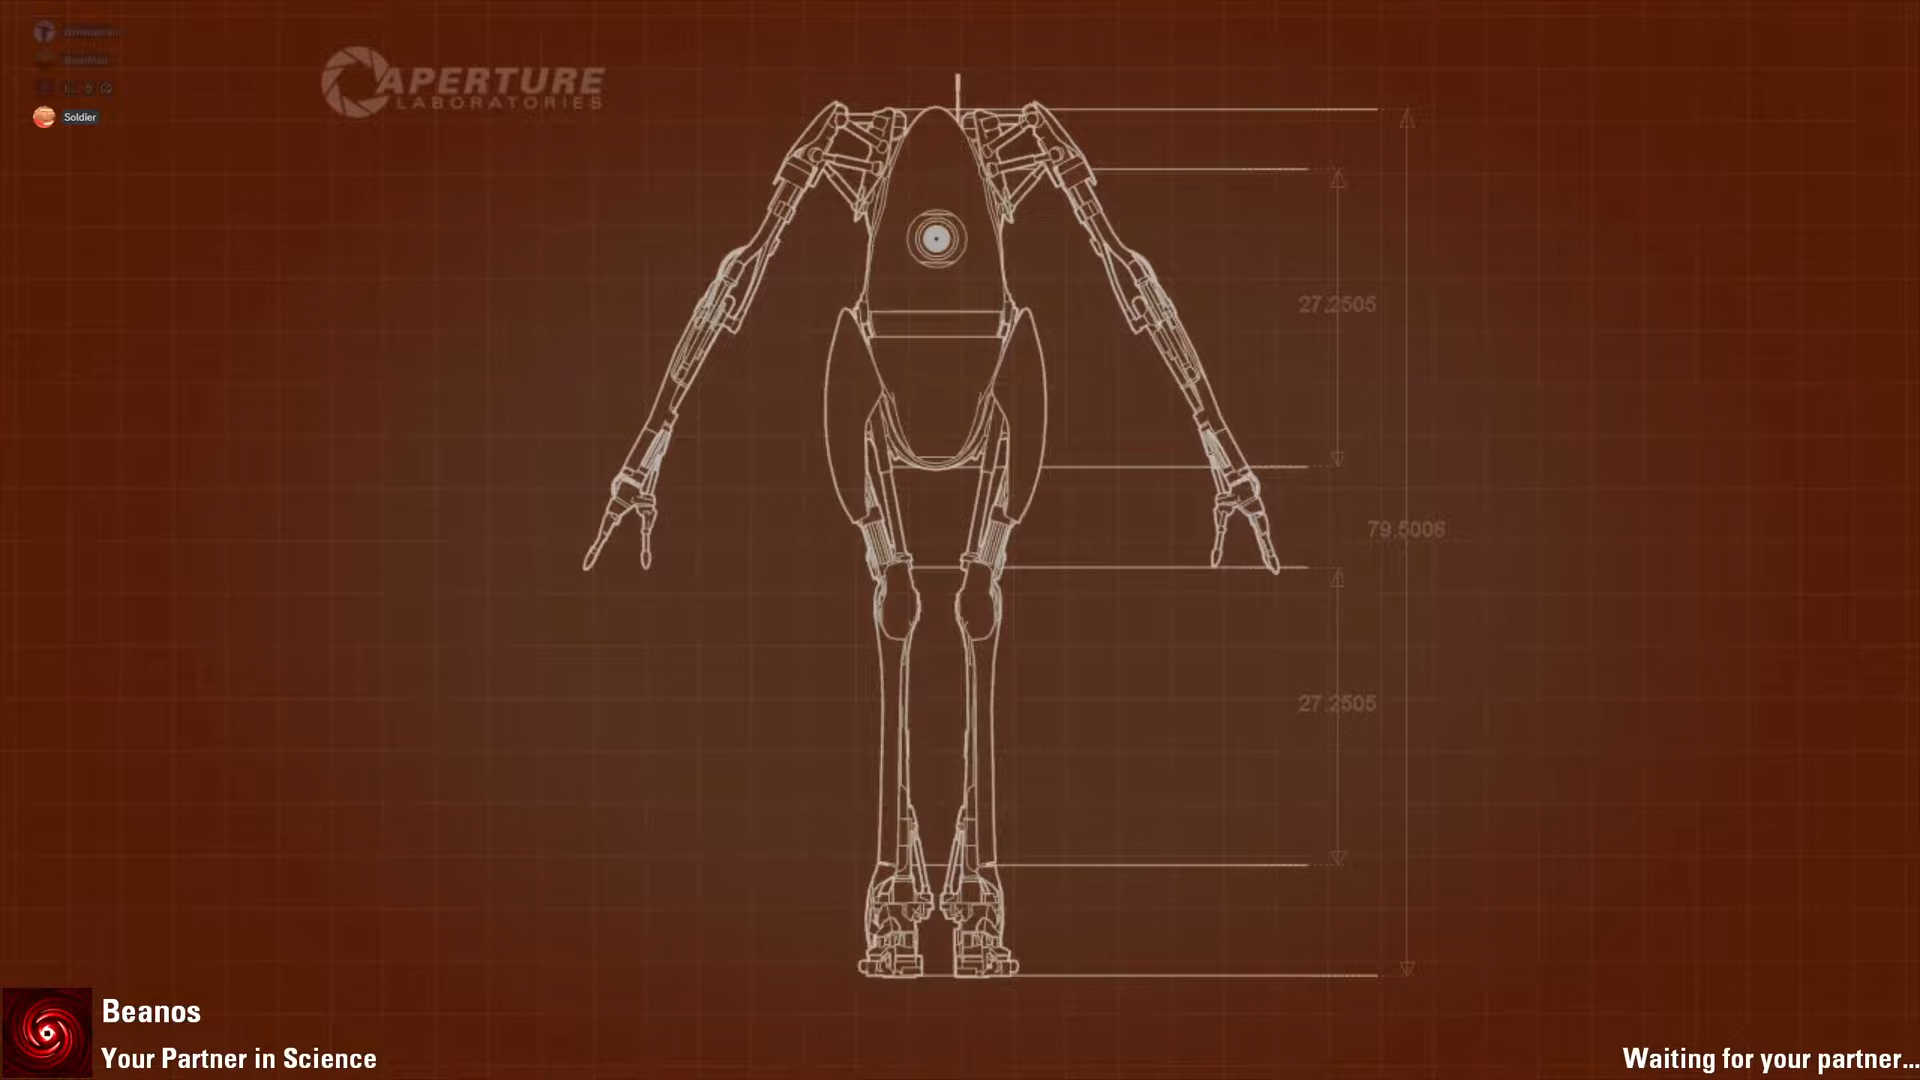 Soldier
APERTURE
LABORATORIES
27.2505
79.5006
27.2505
Beanos
Your Partner in Science
Waiting for your partner...